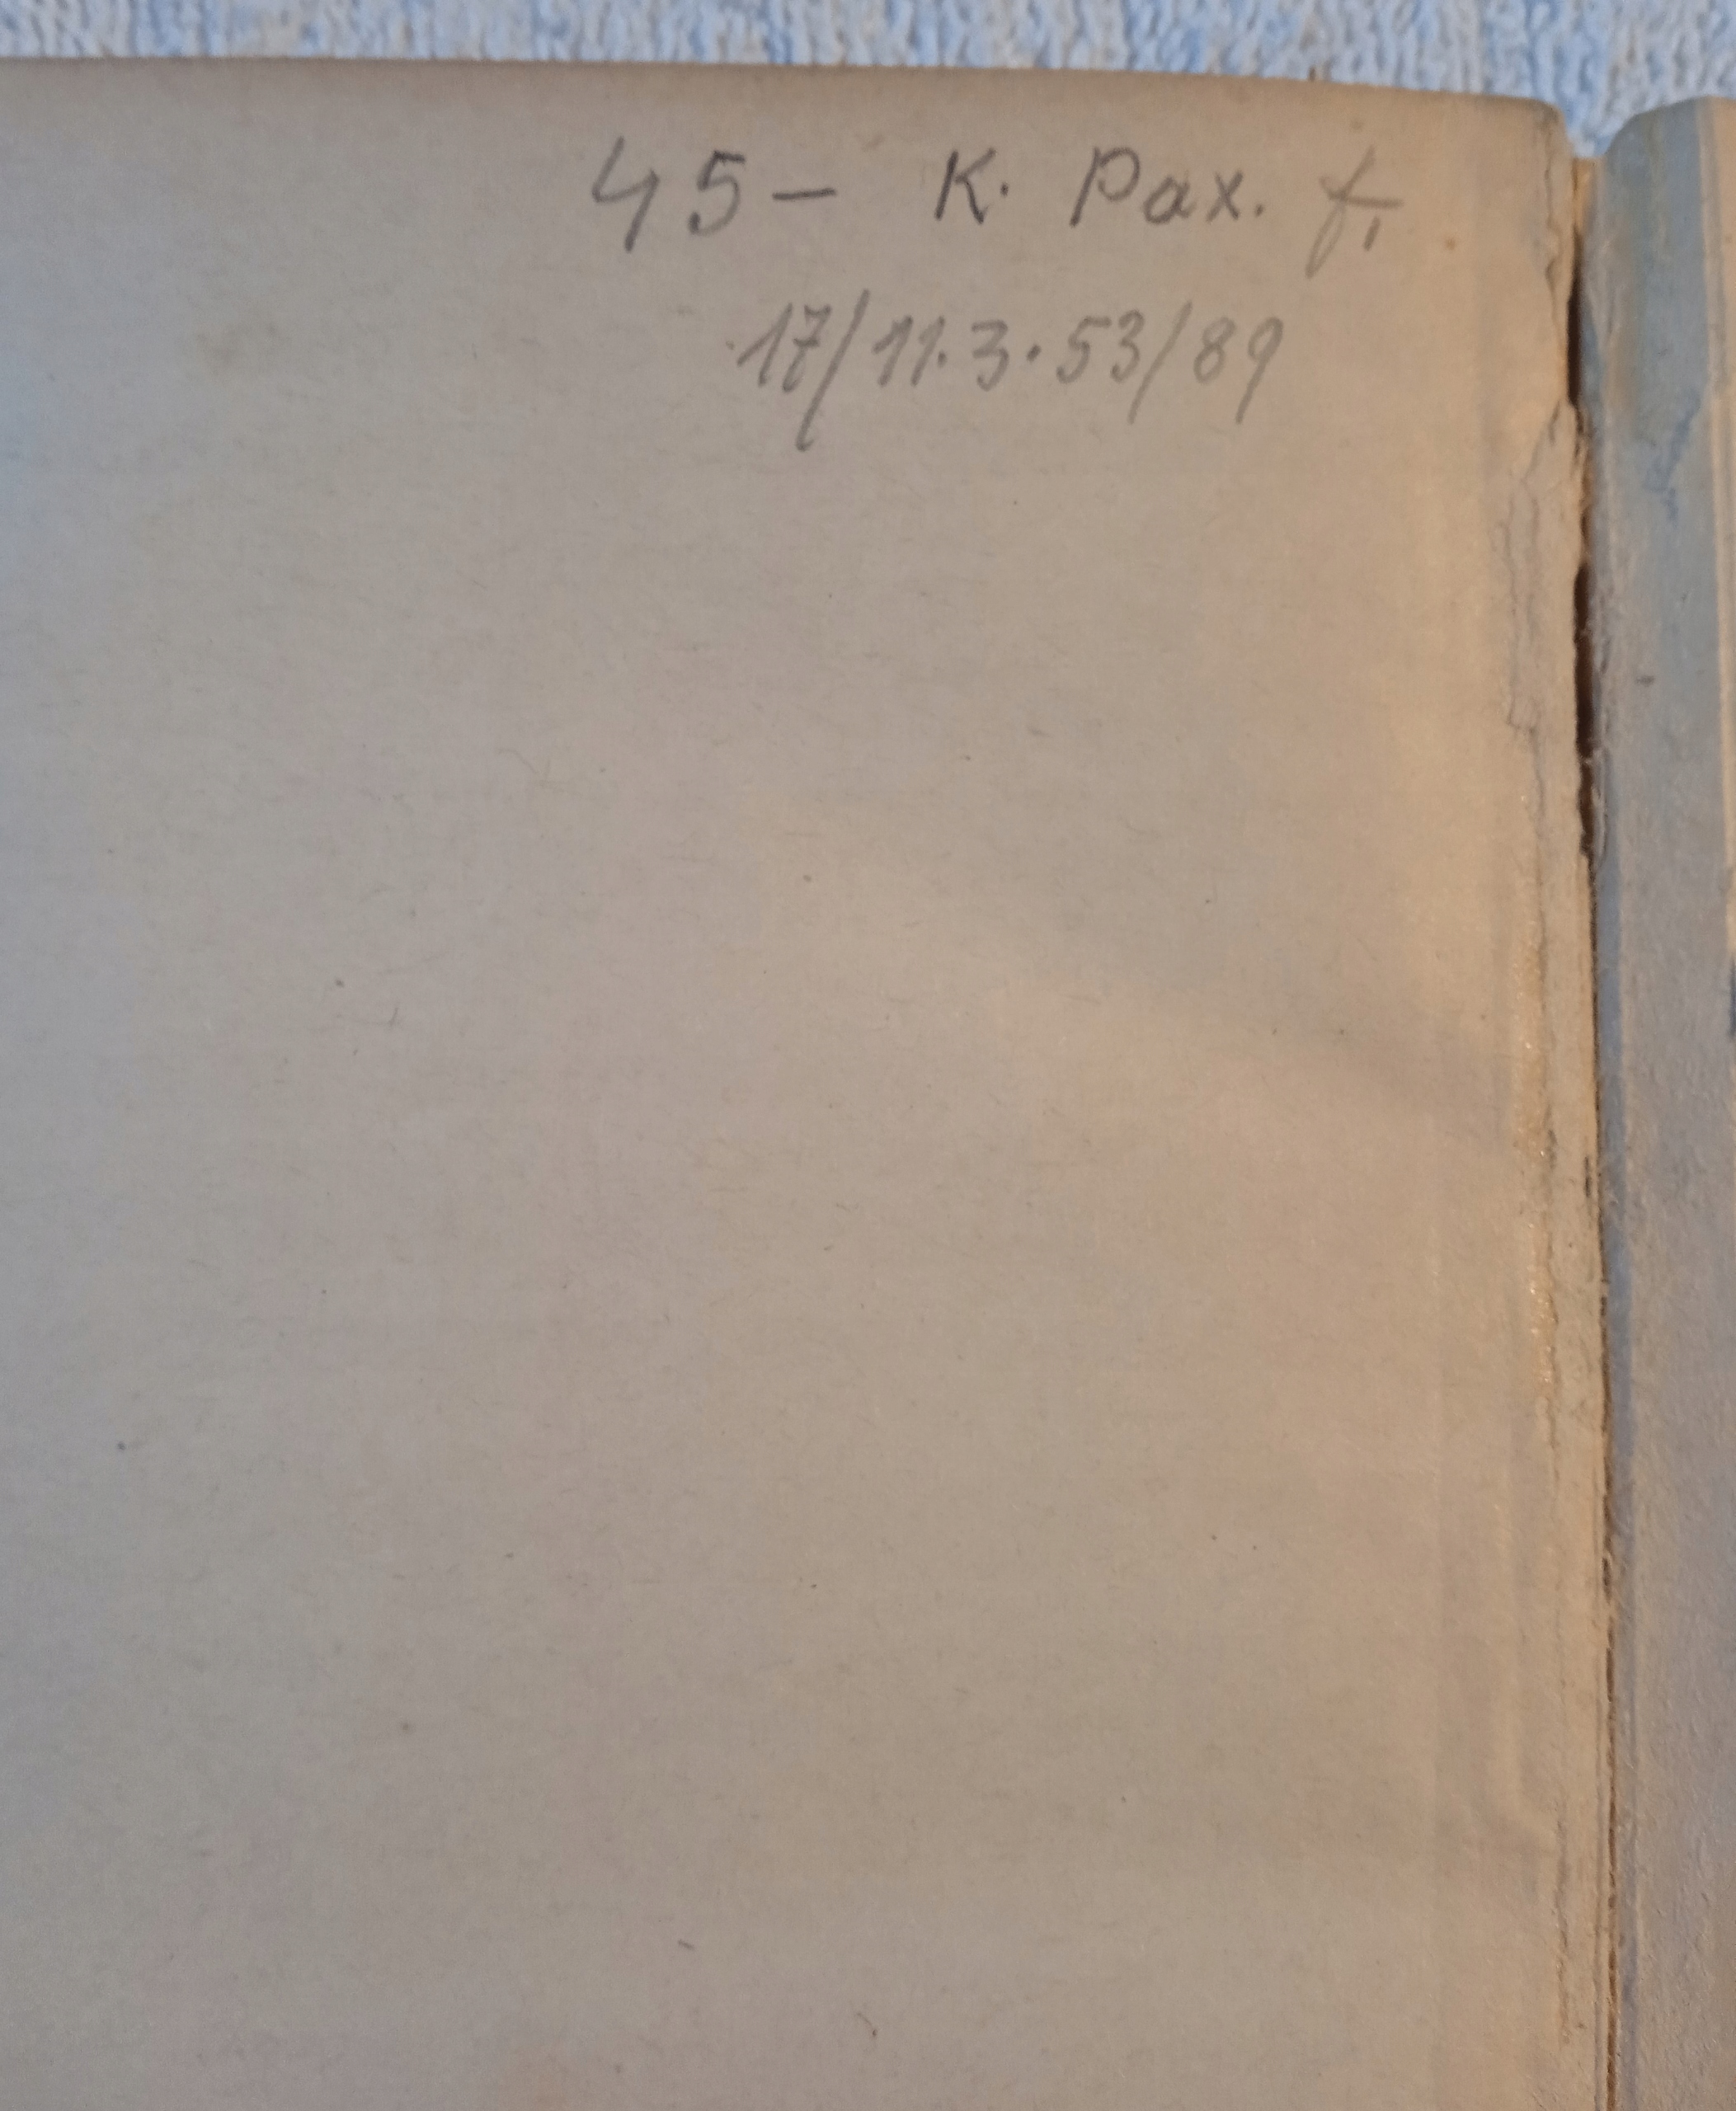 45- K. Pax. f,
17/11.3.53/89